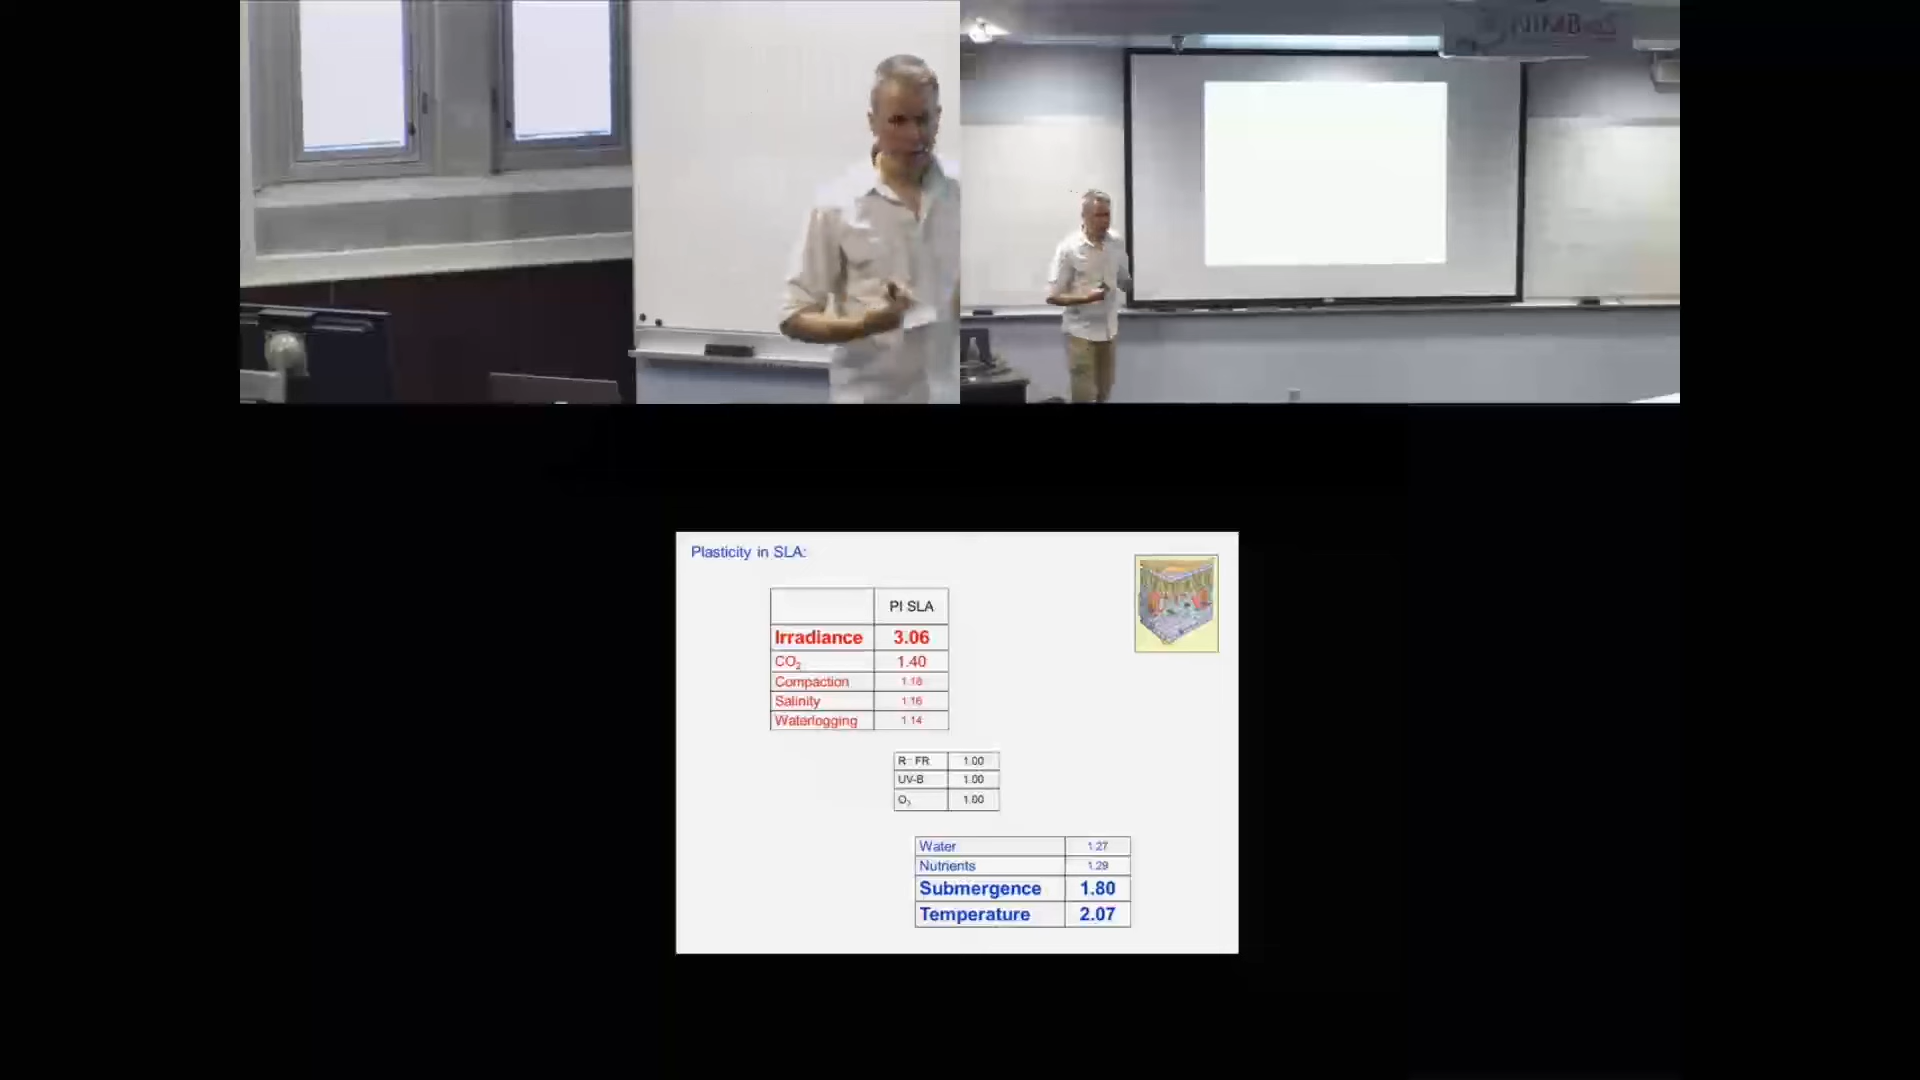 NIMBioS
Plasticity in SLA:
PI SLA
Irradiance 3.06
CO2 1.40
Compaction 1.18
Salinity 1.16
Waterlogging 1.14
R : FR 1.00
UV-B 1.00
O3 1.00
Water 1.27
Nutrients 1.29
Submergence 1.80
Temperature 2.07